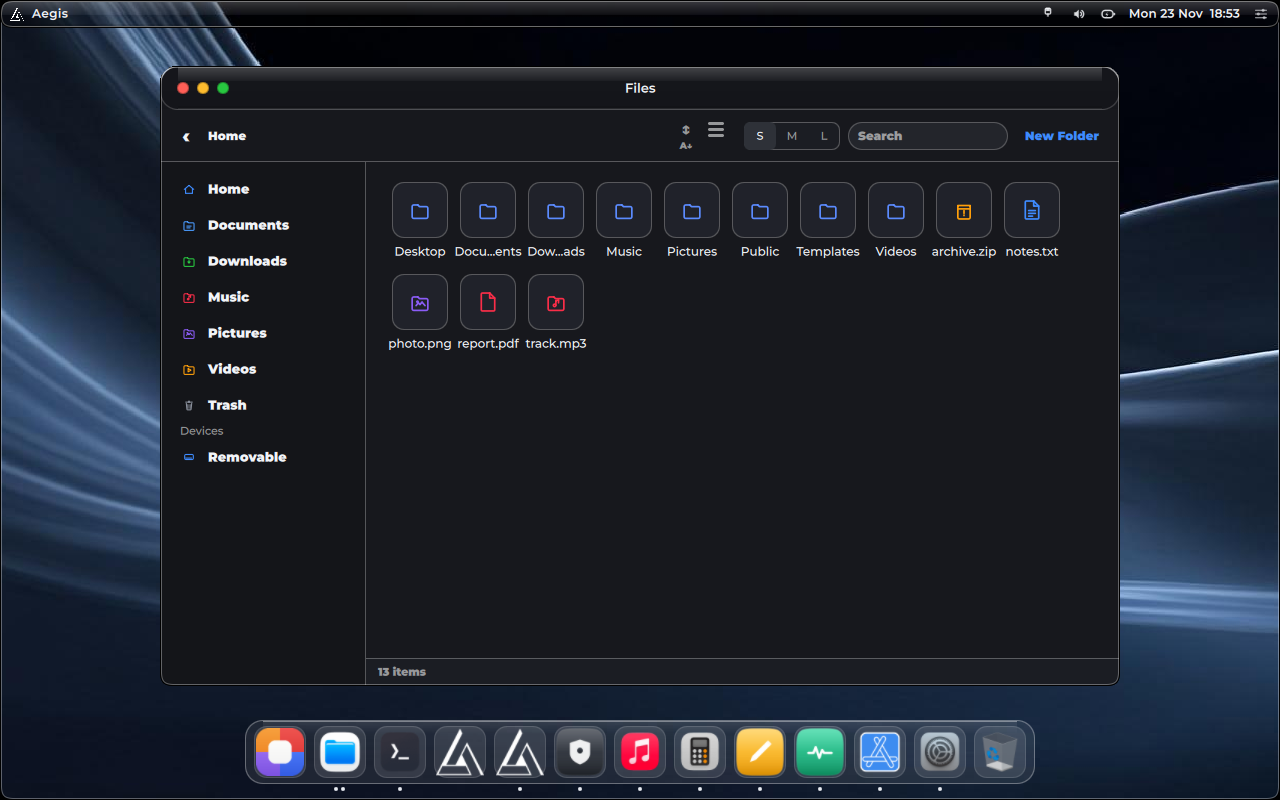 Aegis
Mon 23 Nov 18:53
Files
Home
A+
S M L
Search
New Folder
Home
Documents
Downloads
Music
Pictures
Videos
Trash
Devices
Removable
Desktop Docu...ents Dow...ads Music Pictures Public Templates Videos archive.zip notes.txt
photo.png report.pdf track.mp3
13 items